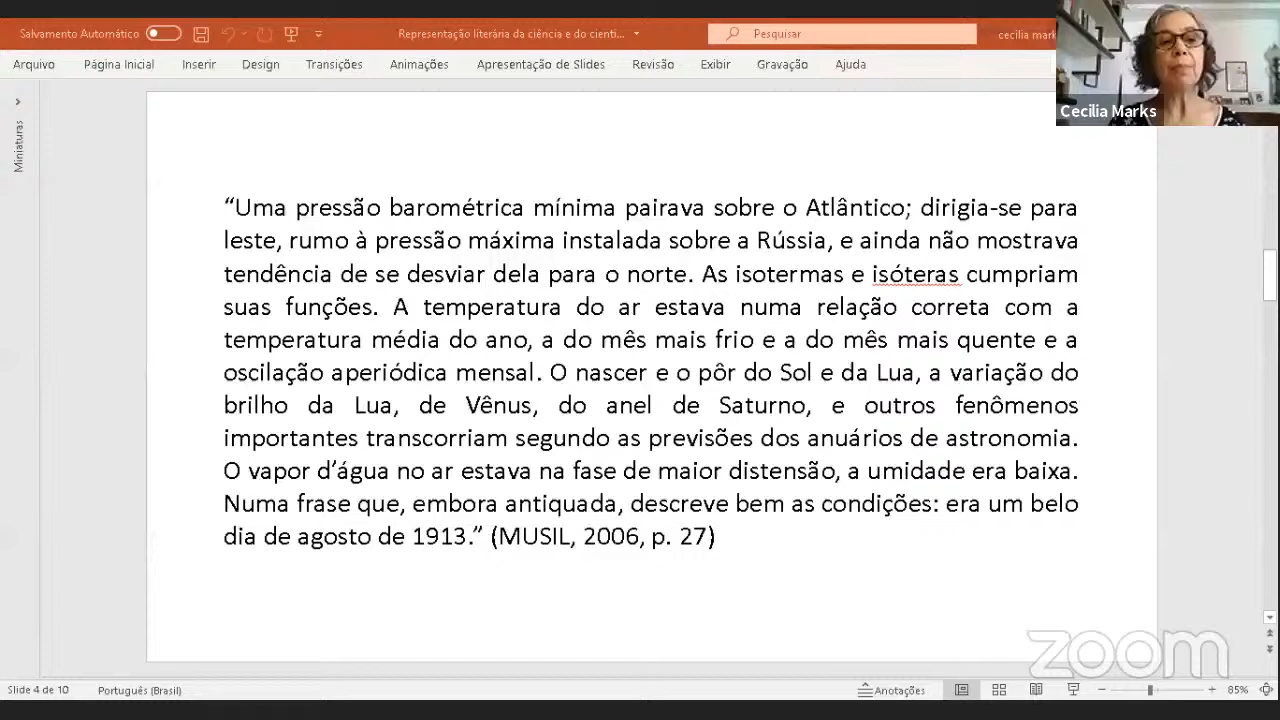 Salvamento Automático
Representação literária da ciência e do cienti...
Pesquisar
cecilia mark
Arquivo Página Inicial Inserir Design Transições Animações Apresentação de Slides Revisão Exibir Gravação Ajuda
Cecilia Marks
Miniaturas
“Uma pressão barométrica mínima pairava sobre o Atlântico; dirigia-se para
leste, rumo à pressão máxima instalada sobre a Rússia, e ainda não mostrava
tendência de se desviar dela para o norte. As isotermas e isóteras cumpriam
suas funções. A temperatura do ar estava numa relação correta com a
temperatura média do ano, a do mês mais frio e a do mês mais quente e a
oscilação aperiódica mensal. O nascer e o pôr do Sol e da Lua, a variação do
brilho da Lua, de Vênus, do anel de Saturno, e outros fenômenos
importantes transcorriam segundo as previsões dos anuários de astronomia.
O vapor d’água no ar estava na fase de maior distensão, a umidade era baixa.
Numa frase que, embora antiquada, descreve bem as condições: era um belo
dia de agosto de 1913.” (MUSIL, 2006, p. 27)
zoom
Slide 4 de 10 Português (Brasil) Anotações 85%